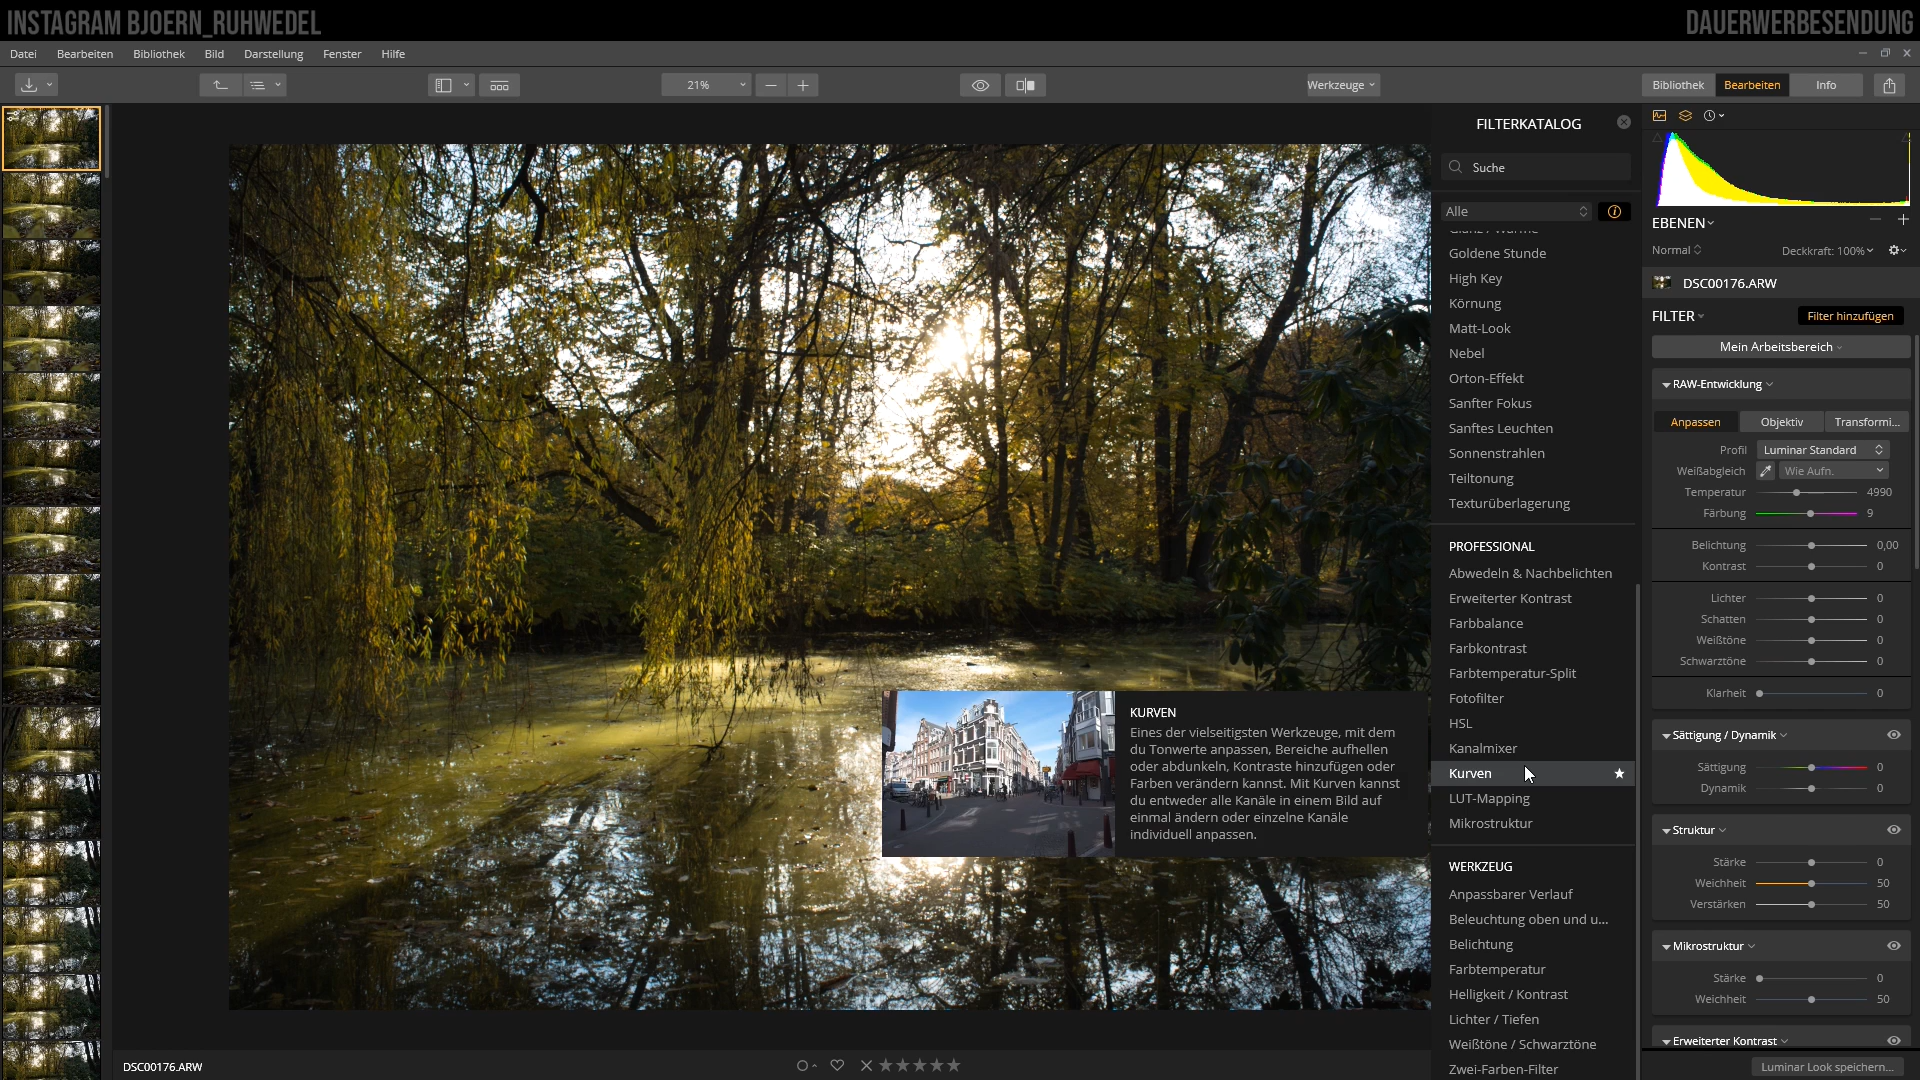 INSTAGRAM BJOERN_RUHWEDEL
DAUERWERBESENDUNG
Datei Bearbeiten Bibliothek Bild Darstellung Fenster Hilfe
21%
Werkzeuge
Bibliothek Bearbeiten Info
FILTERKATALOG
Suche
Alle
Glanz / Wärme
Goldene Stunde
High Key
Körnung
Matt-Look
Nebel
Orton-Effekt
Sanfter Fokus
Sanftes Leuchten
Sonnenstrahlen
Teiltonung
Texturüberlagerung
PROFESSIONAL
Abwedeln & Nachbelichten
Erweiterter Kontrast
Farbbalance
Farbkontrast
Farbtemperatur-Split
Fotofilter
HSL
Kanalmixer
Kurven
LUT-Mapping
Mikrostruktur
WERKZEUG
Anpassbarer Verlauf
Beleuchtung oben und u...
Belichtung
Farbtemperatur
Helligkeit / Kontrast
Lichter / Tiefen
Weißtöne / Schwarztöne
Zwei-Farben-Filter
KURVEN
Eines der vielseitigsten Werkzeuge, mit dem
du Tonwerte anpassen, Bereiche aufhellen
oder abdunkeln, Kontraste hinzufügen oder
Farben verändern kannst. Mit Kurven kannst
du entweder alle Kanäle in einem Bild auf
einmal ändern oder einzelne Kanäle
individuell anpassen.
EBENEN
Normal Deckkraft: 100%
DSC00176.ARW
FILTER Filter hinzufügen
Mein Arbeitsbereich
RAW-Entwicklung
Anpassen Objektiv Transformi...
Profil Luminar Standard
Weißabgleich Wie Aufn.
Temperatur 4990
Färbung 9
Belichtung 0,00
Kontrast 0
Lichter 0
Schatten 0
Weißtöne 0
Schwarztöne 0
Klarheit 0
Sättigung / Dynamik
Sättigung 0
Dynamik 0
Struktur
Stärke 0
Weichheit 50
Verstärken 50
Mikrostruktur
Stärke 0
Weichheit 50
Erweiterter Kontrast
Luminar Look speichern...
DSC00176.ARW